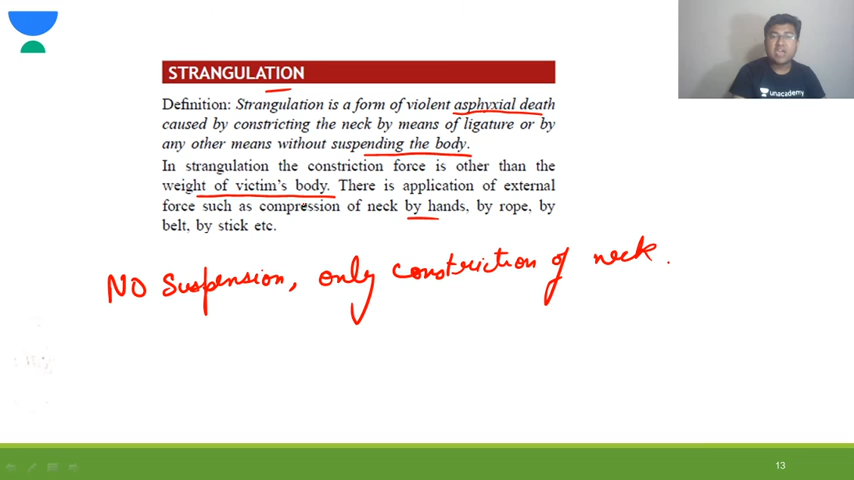 STRANGULATION
Definition: Strangulation is a form of violent asphyxial death
caused by constricting the neck by means of ligature or by
any other means without suspending the body.
In strangulation the constriction force is other than the
weight of victim's body. There is application of external
force such as compression of neck by hands, by rope, by
belt, by stick etc.
NO Suspension, only constriction of neck.
unacademy
13